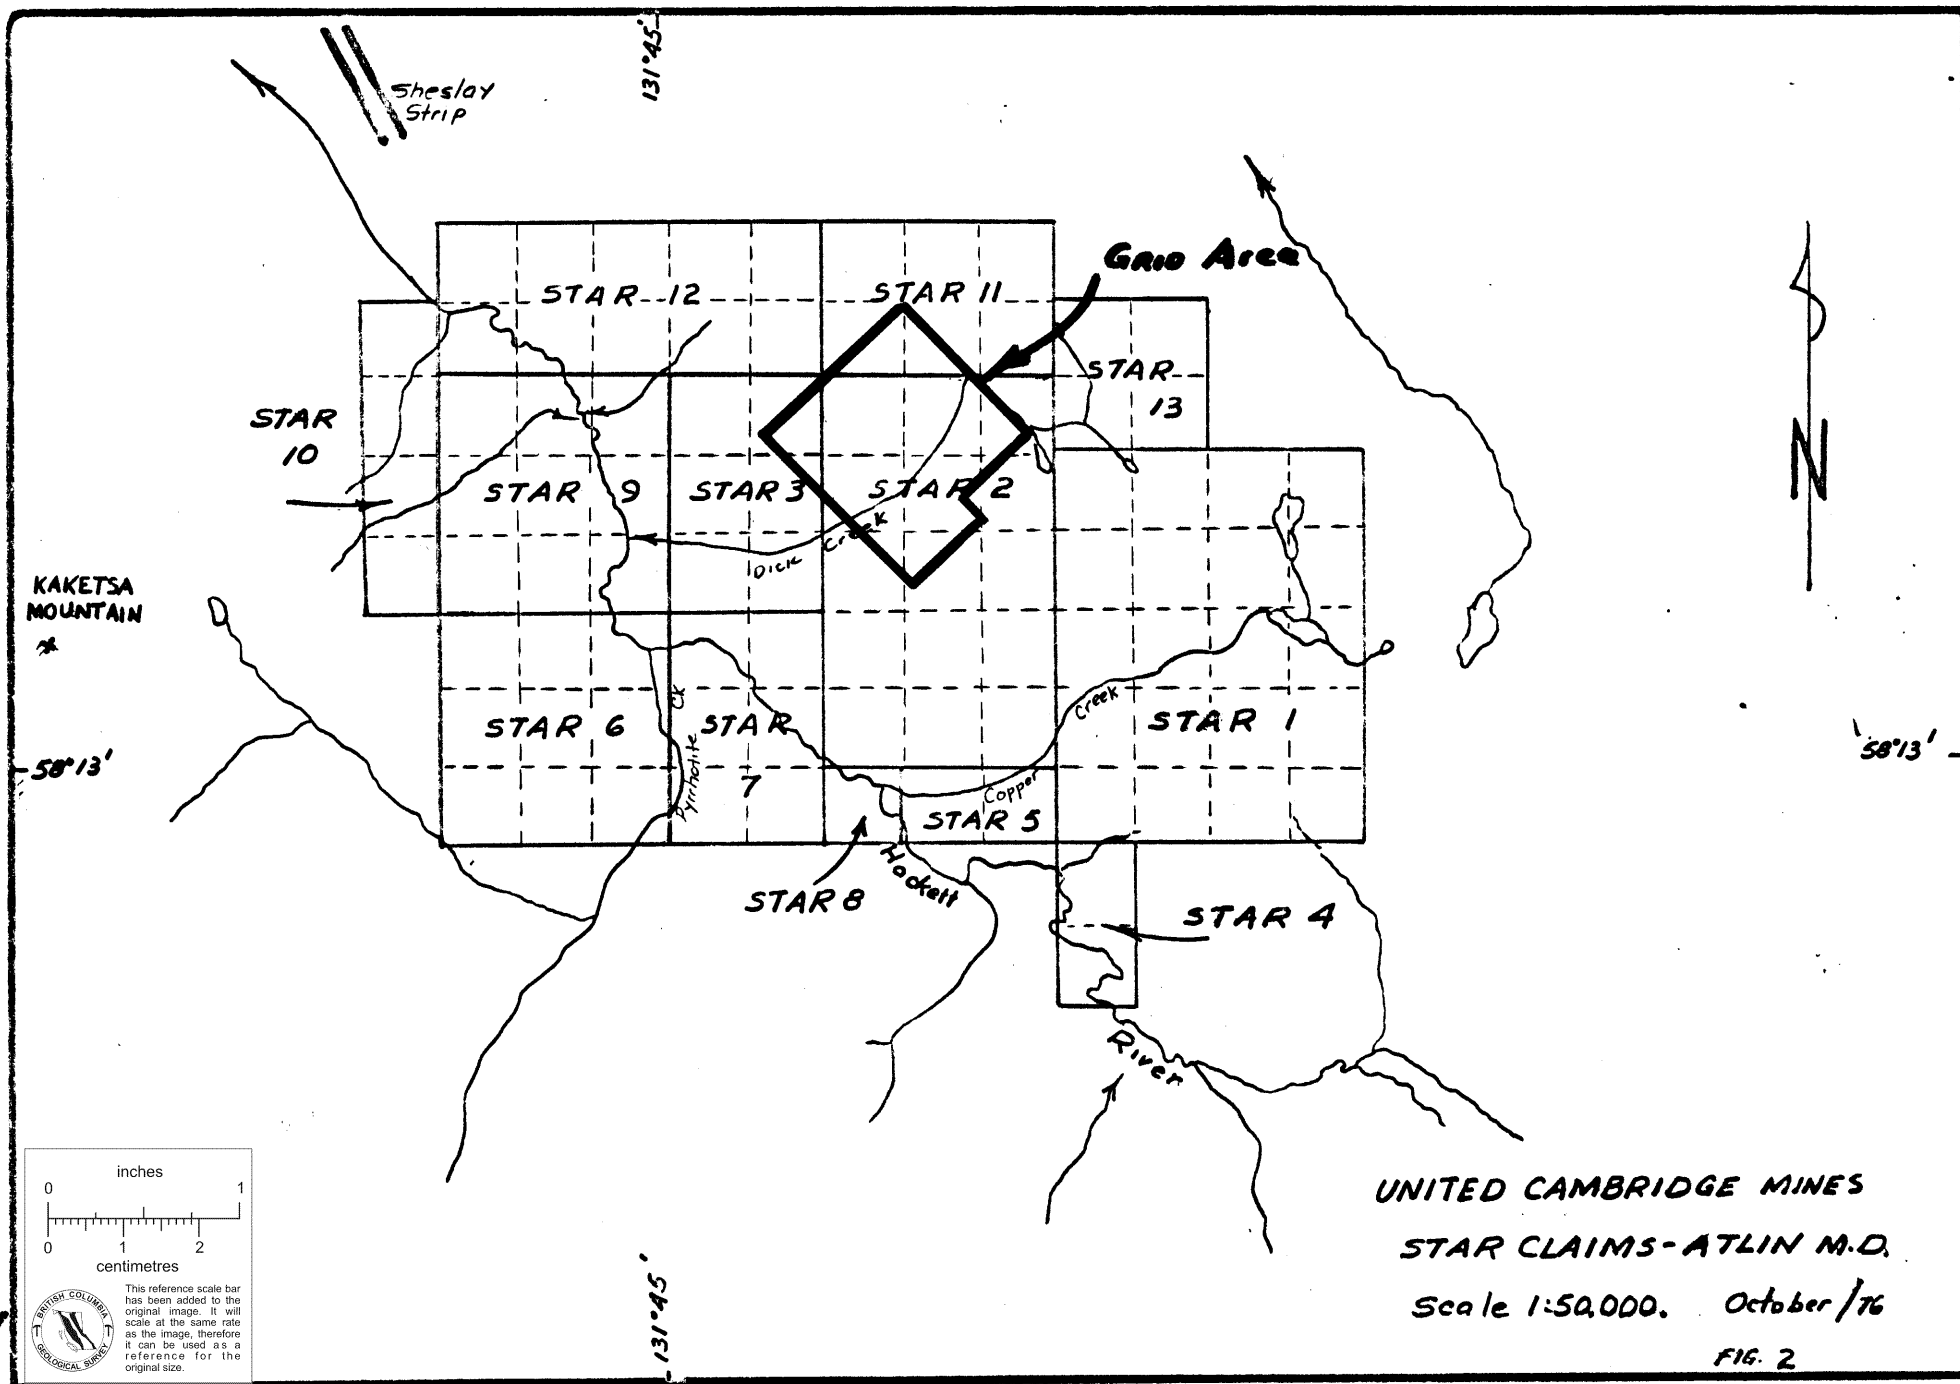 131°45'
Sheslay
Strip
Grid Area
STAR 12
STAR 11
STAR
13
STAR
10
STAR 9
STAR 3
STAR 2
Dick Creek
KAKETSA
MOUNTAIN
N
58°13'
58°13'
STAR 6
Pyrrhotite CK
STAR
7
Copper Creek
STAR 1
STAR 5
STAR 8
Hackett
River
STAR 4
131°45'
UNITED CAMBRIDGE MINES
STAR CLAIMS-ATLIN M.D.
Scale 1:50,000. October/76
FIG. 2
inches
0 1
0 1 2
centimetres
This reference scale bar
has been added to the
original image. It will
scale at the same rate
as the image, therefore
it can be used as a
reference for the
original size.
BRITISH COLUMBIA
GEOLOGICAL SURVEY